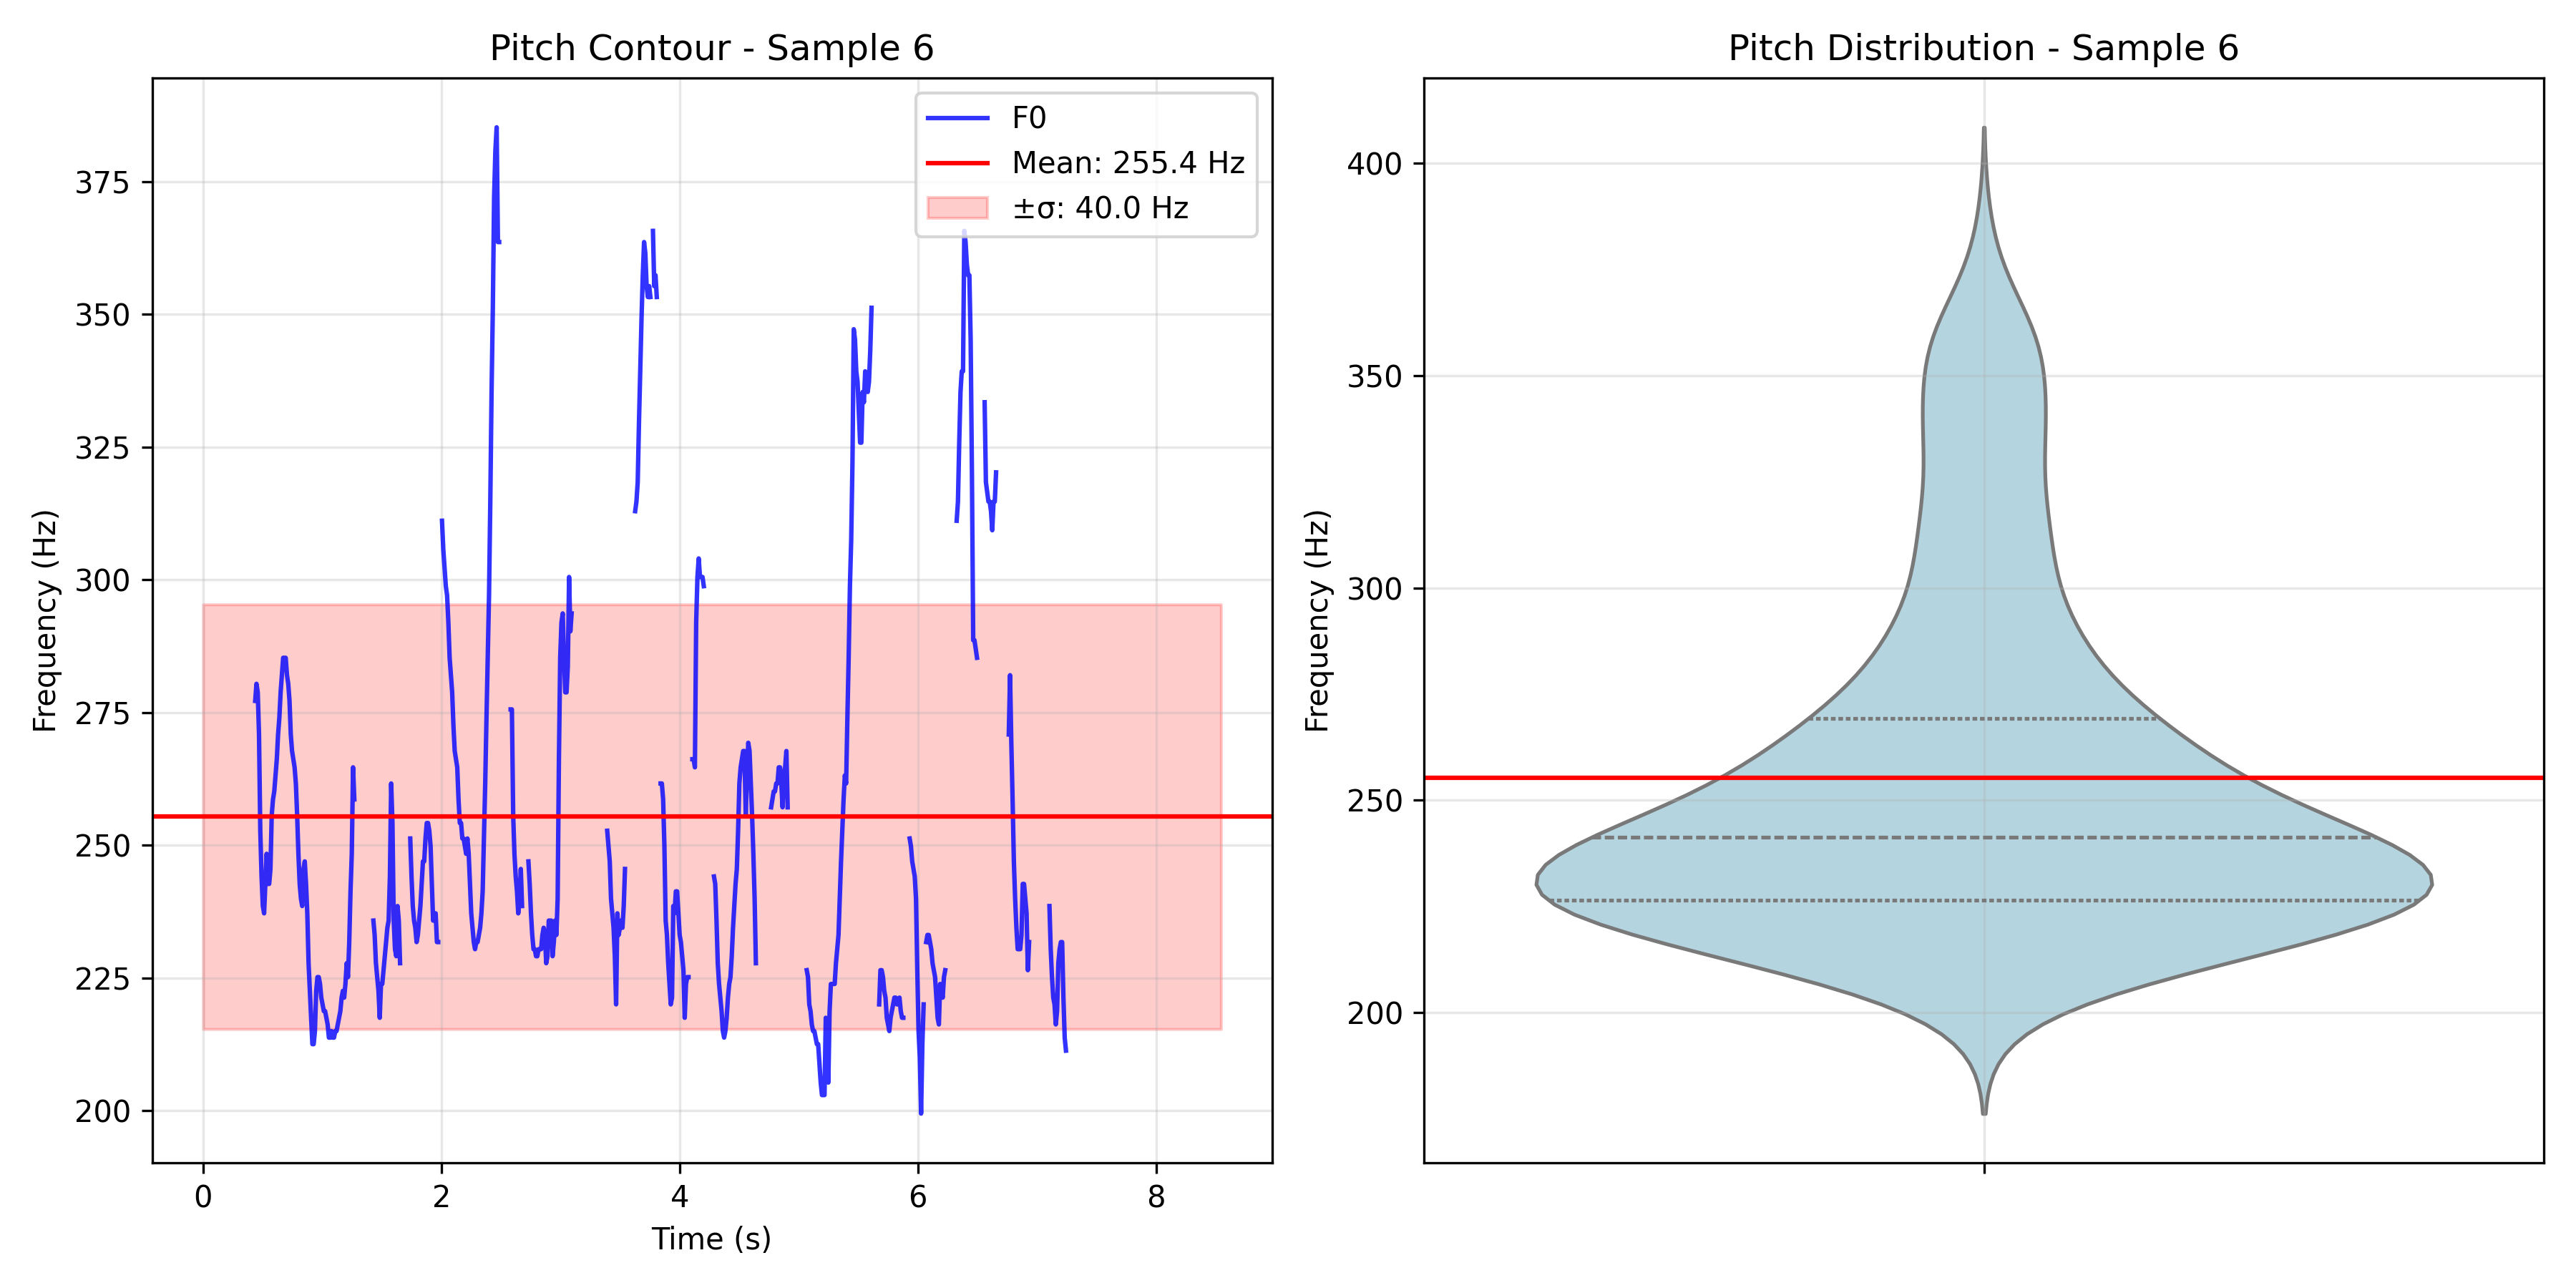 Pitch Contour - Sample 6
Frequency (Hz)
375
350
325
300
275
250
225
200
F0
Mean: 255.4 Hz
±σ: 40.0 Hz
0 2 4 6 8
Time (s)
Pitch Distribution - Sample 6
Frequency (Hz)
400
350
300
250
200